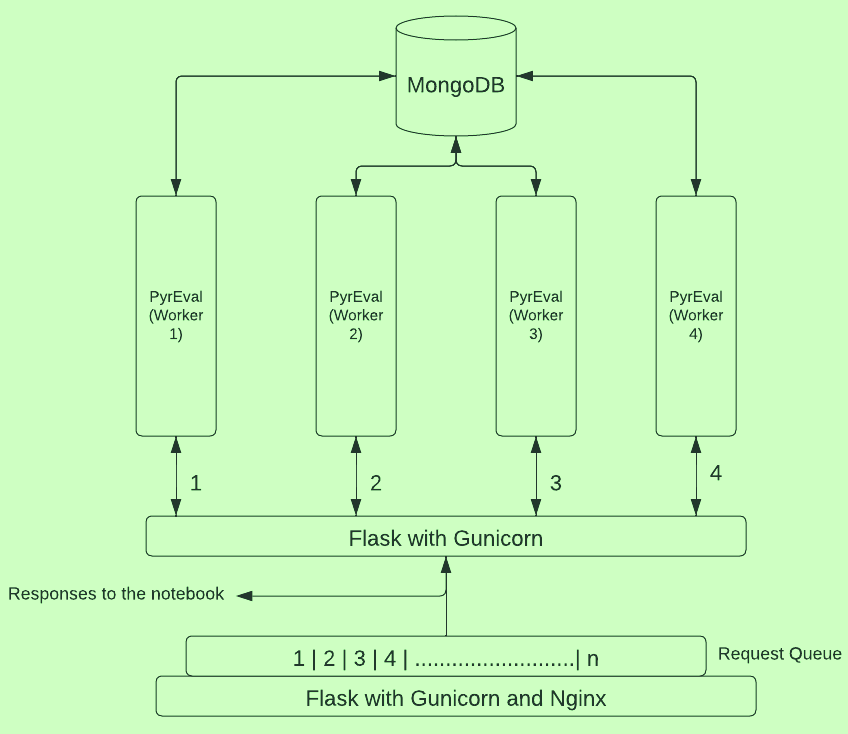 MongoDB
PyrEval
(Worker
1)
PyrEval
(Worker
2)
PyrEval
(Worker
3)
PyrEval
(Worker
4)
1
2
3
4
Flask with Gunicorn
Responses to the notebook
1 | 2 | 3 | 4 | ..........................| n
Request Queue
Flask with Gunicorn and Nginx